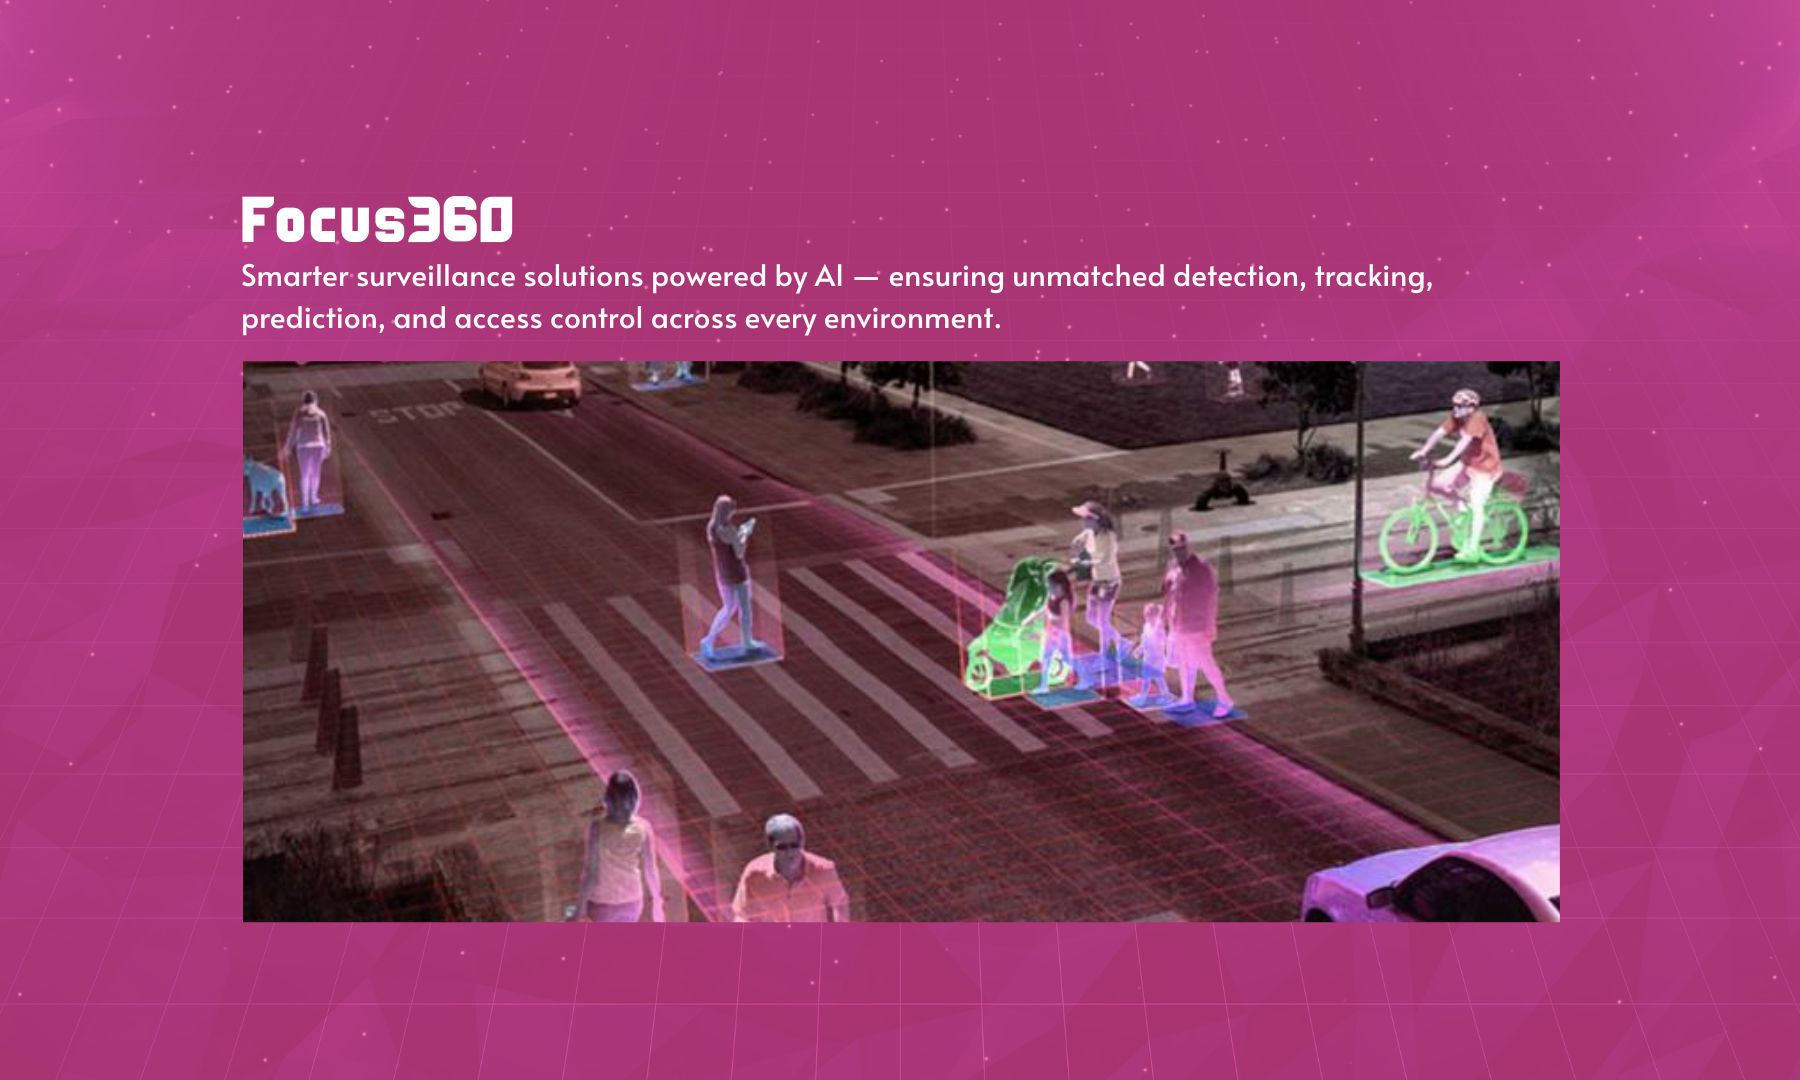 Focus360
Smarter surveillance solutions powered by AI — ensuring unmatched detection, tracking,
prediction, and access control across every environment.
STOP